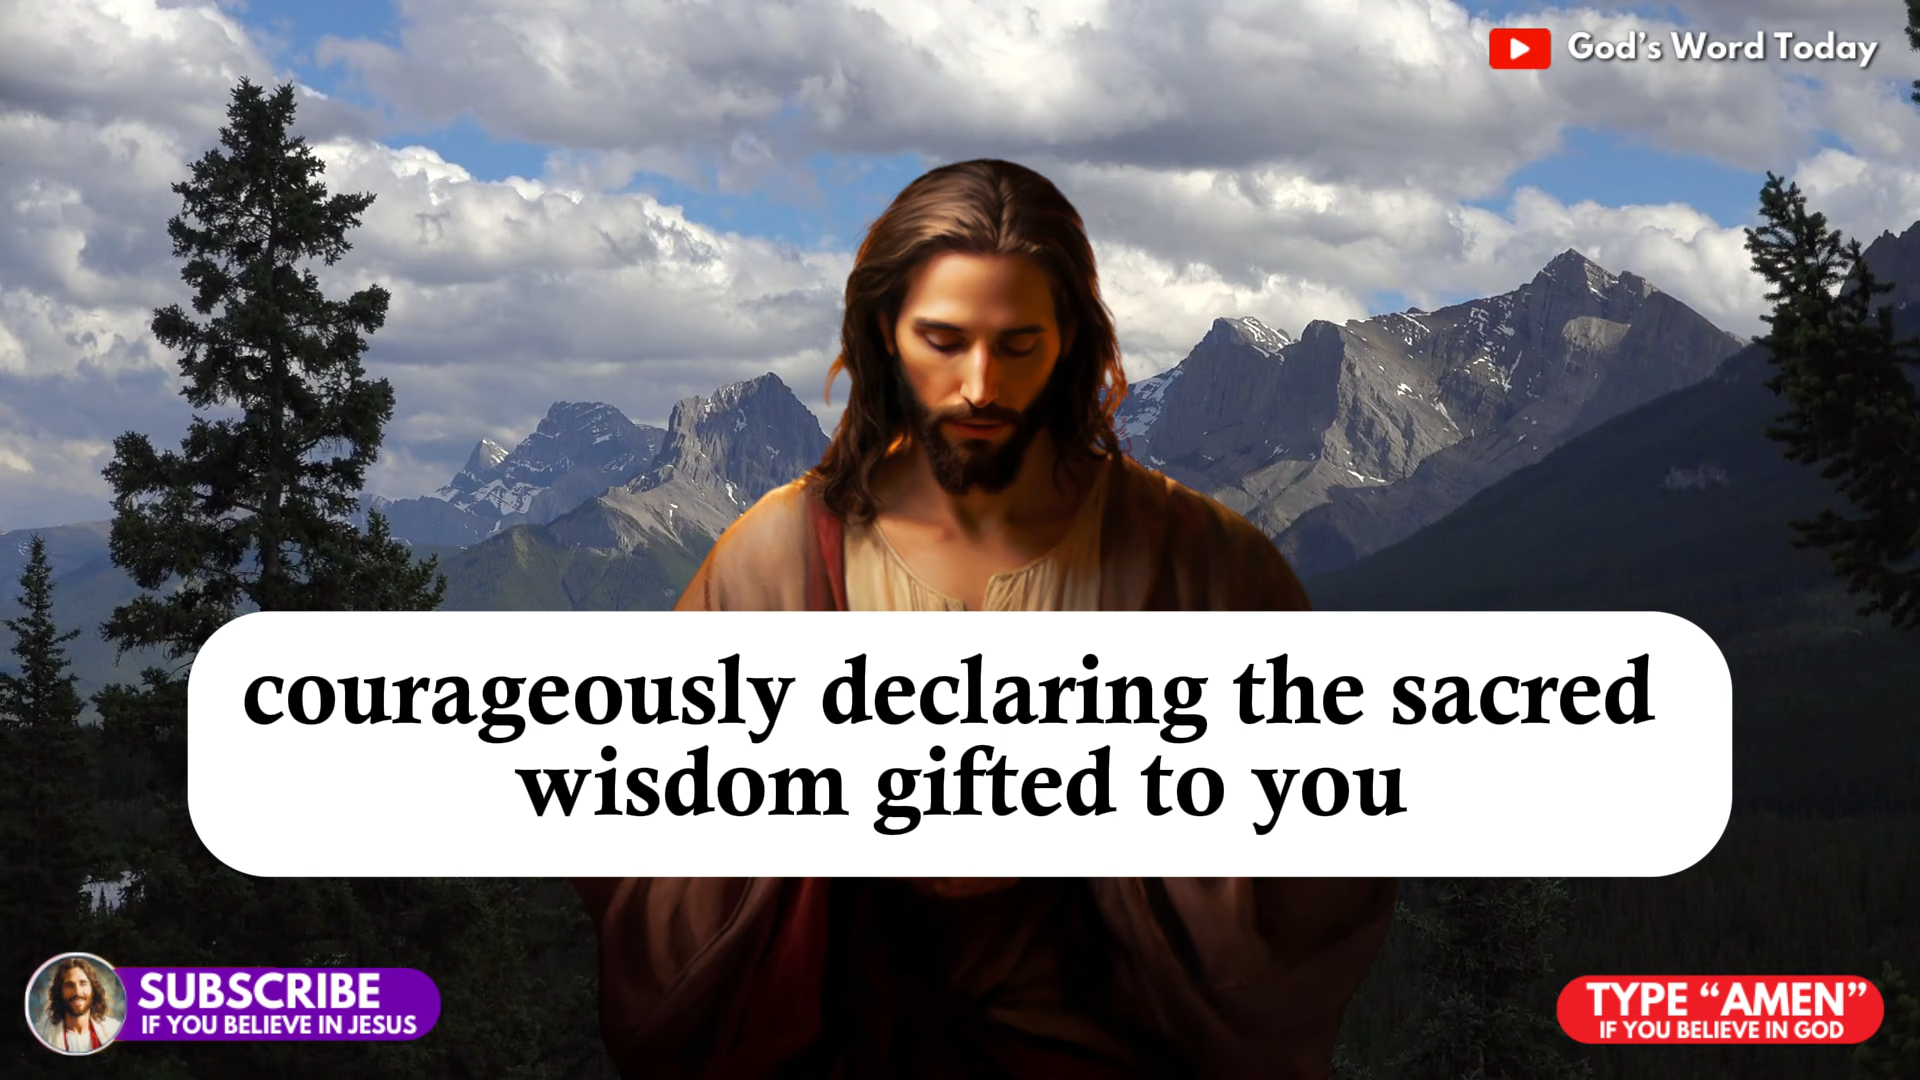 God's Word Today
courageously declaring the sacred
wisdom gifted to you
SUBSCRIBE
IF YOU BELIEVE IN JESUS
TYPE “AMEN”
IF YOU BELIEVE IN GOD